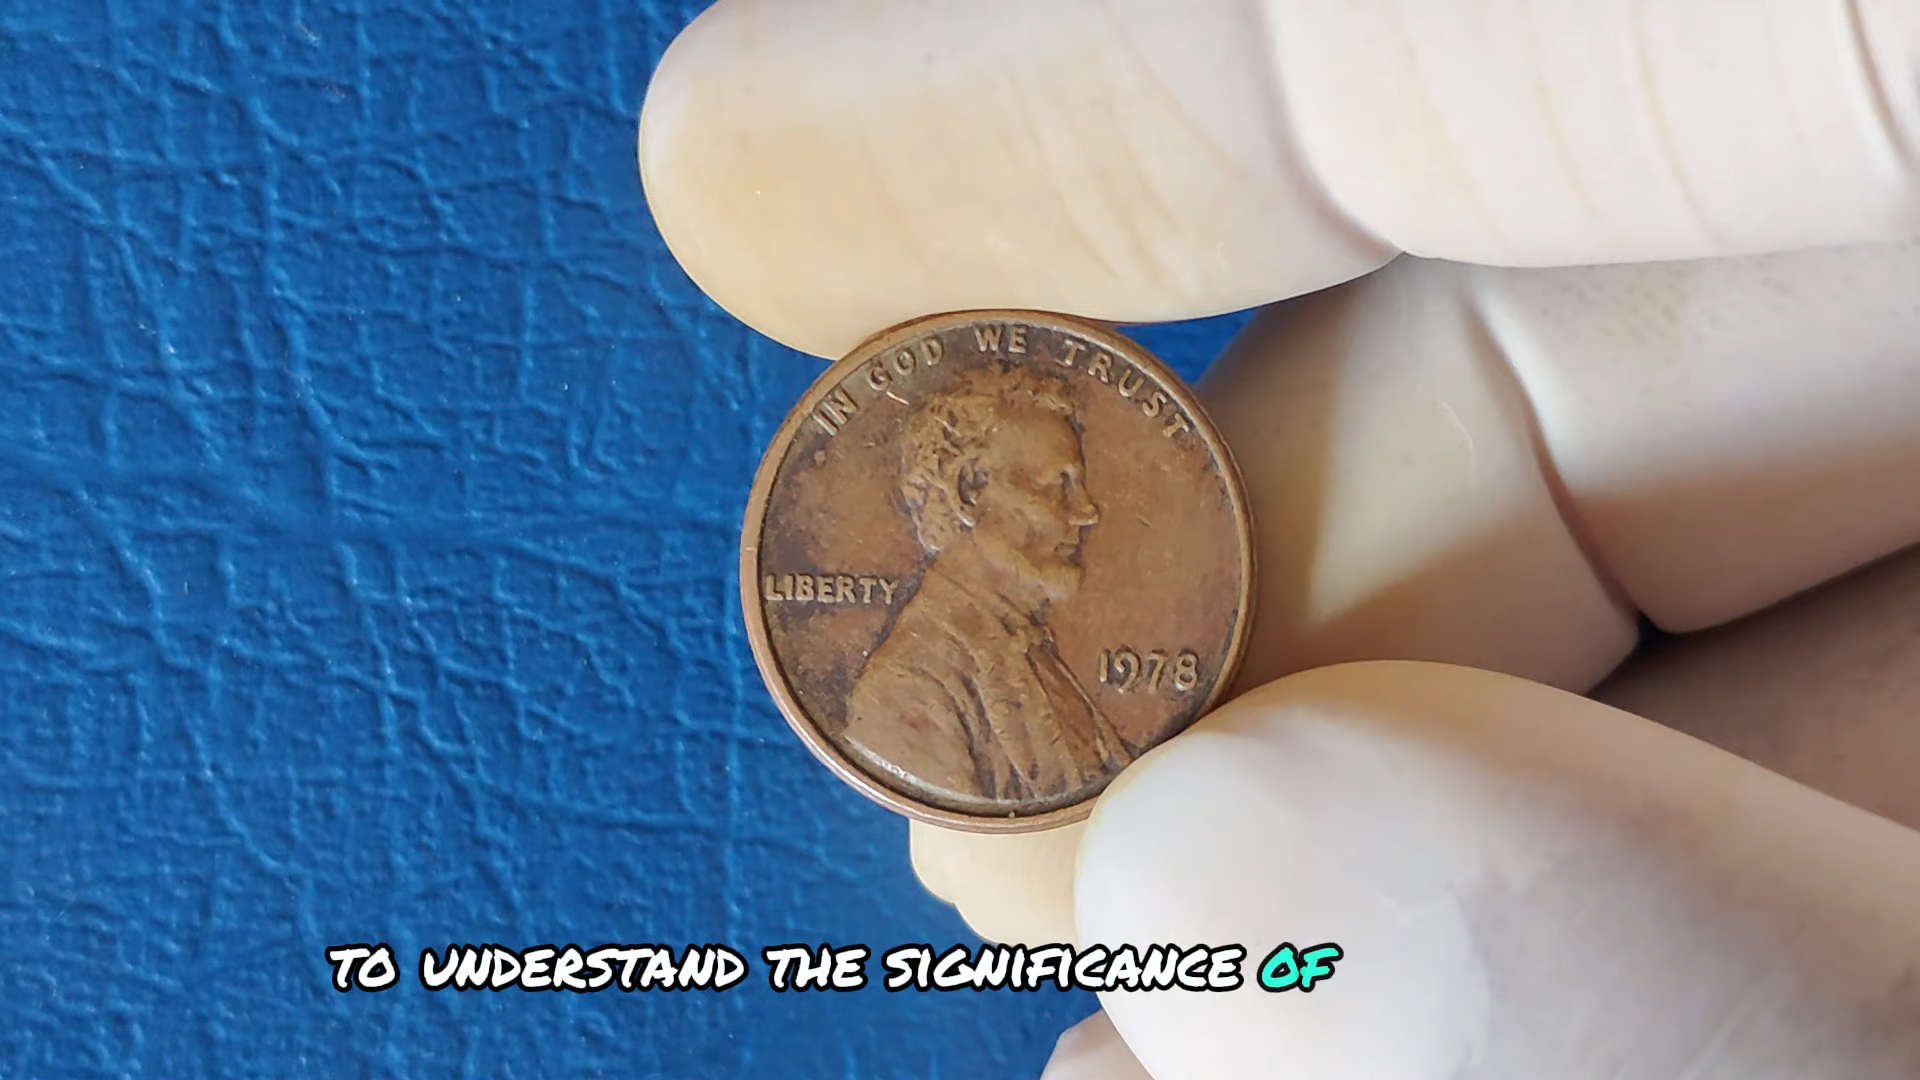 IN GOD WE TRUST
LIBERTY
1978
TO UNDERSTAND THE SIGNIFICANCE OF